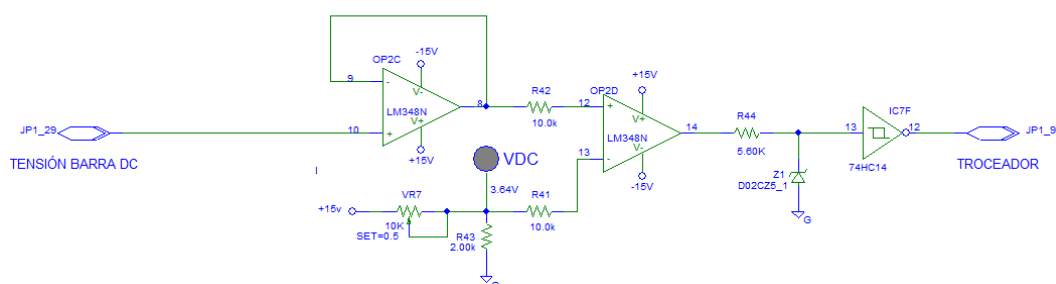 OP2C
-15V
9
-
V-
LM348N
8
V+
10
+
+15V
JP1_29
TENSIÓN BARRA DC
R42
10.0k
OP2D
+15V
12
+
V+
LM348N
14
V-
13
-
-15V
R44
5.60K
IC7F
13
12
74HC14
JP1_9
TROCEADOR
Z1
D02CZ5_1
G
VDC
3.64V
VR7
+15v
10K
SET=0.5
R41
10.0k
R43
2.00k